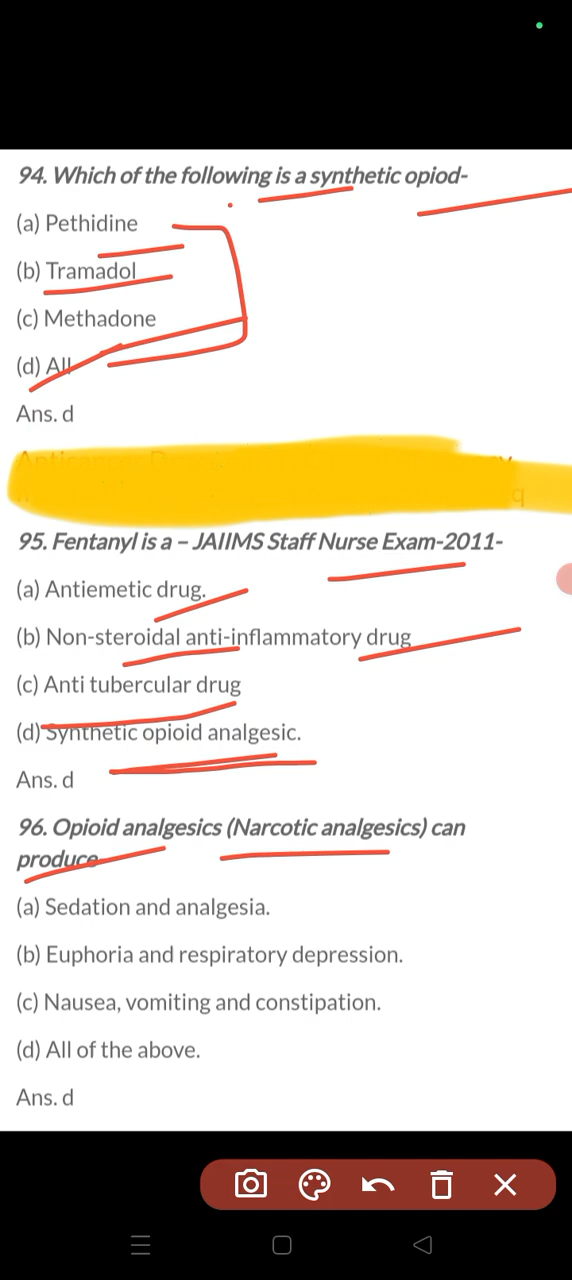 94. Which of the following is a synthetic opiod-
(a) Pethidine
(b) Tramadol
(c) Methadone
(d) All
Ans. d
95. Fentanyl is a – JAIIMS Staff Nurse Exam-2011-
(a) Antiemetic drug.
(b) Non-steroidal anti-inflammatory drug
(c) Anti tubercular drug
(d) Synthetic opioid analgesic.
Ans. d
96. Opioid analgesics (Narcotic analgesics) can
produce
(a) Sedation and analgesia.
(b) Euphoria and respiratory depression.
(c) Nausea, vomiting and constipation.
(d) All of the above.
Ans. d